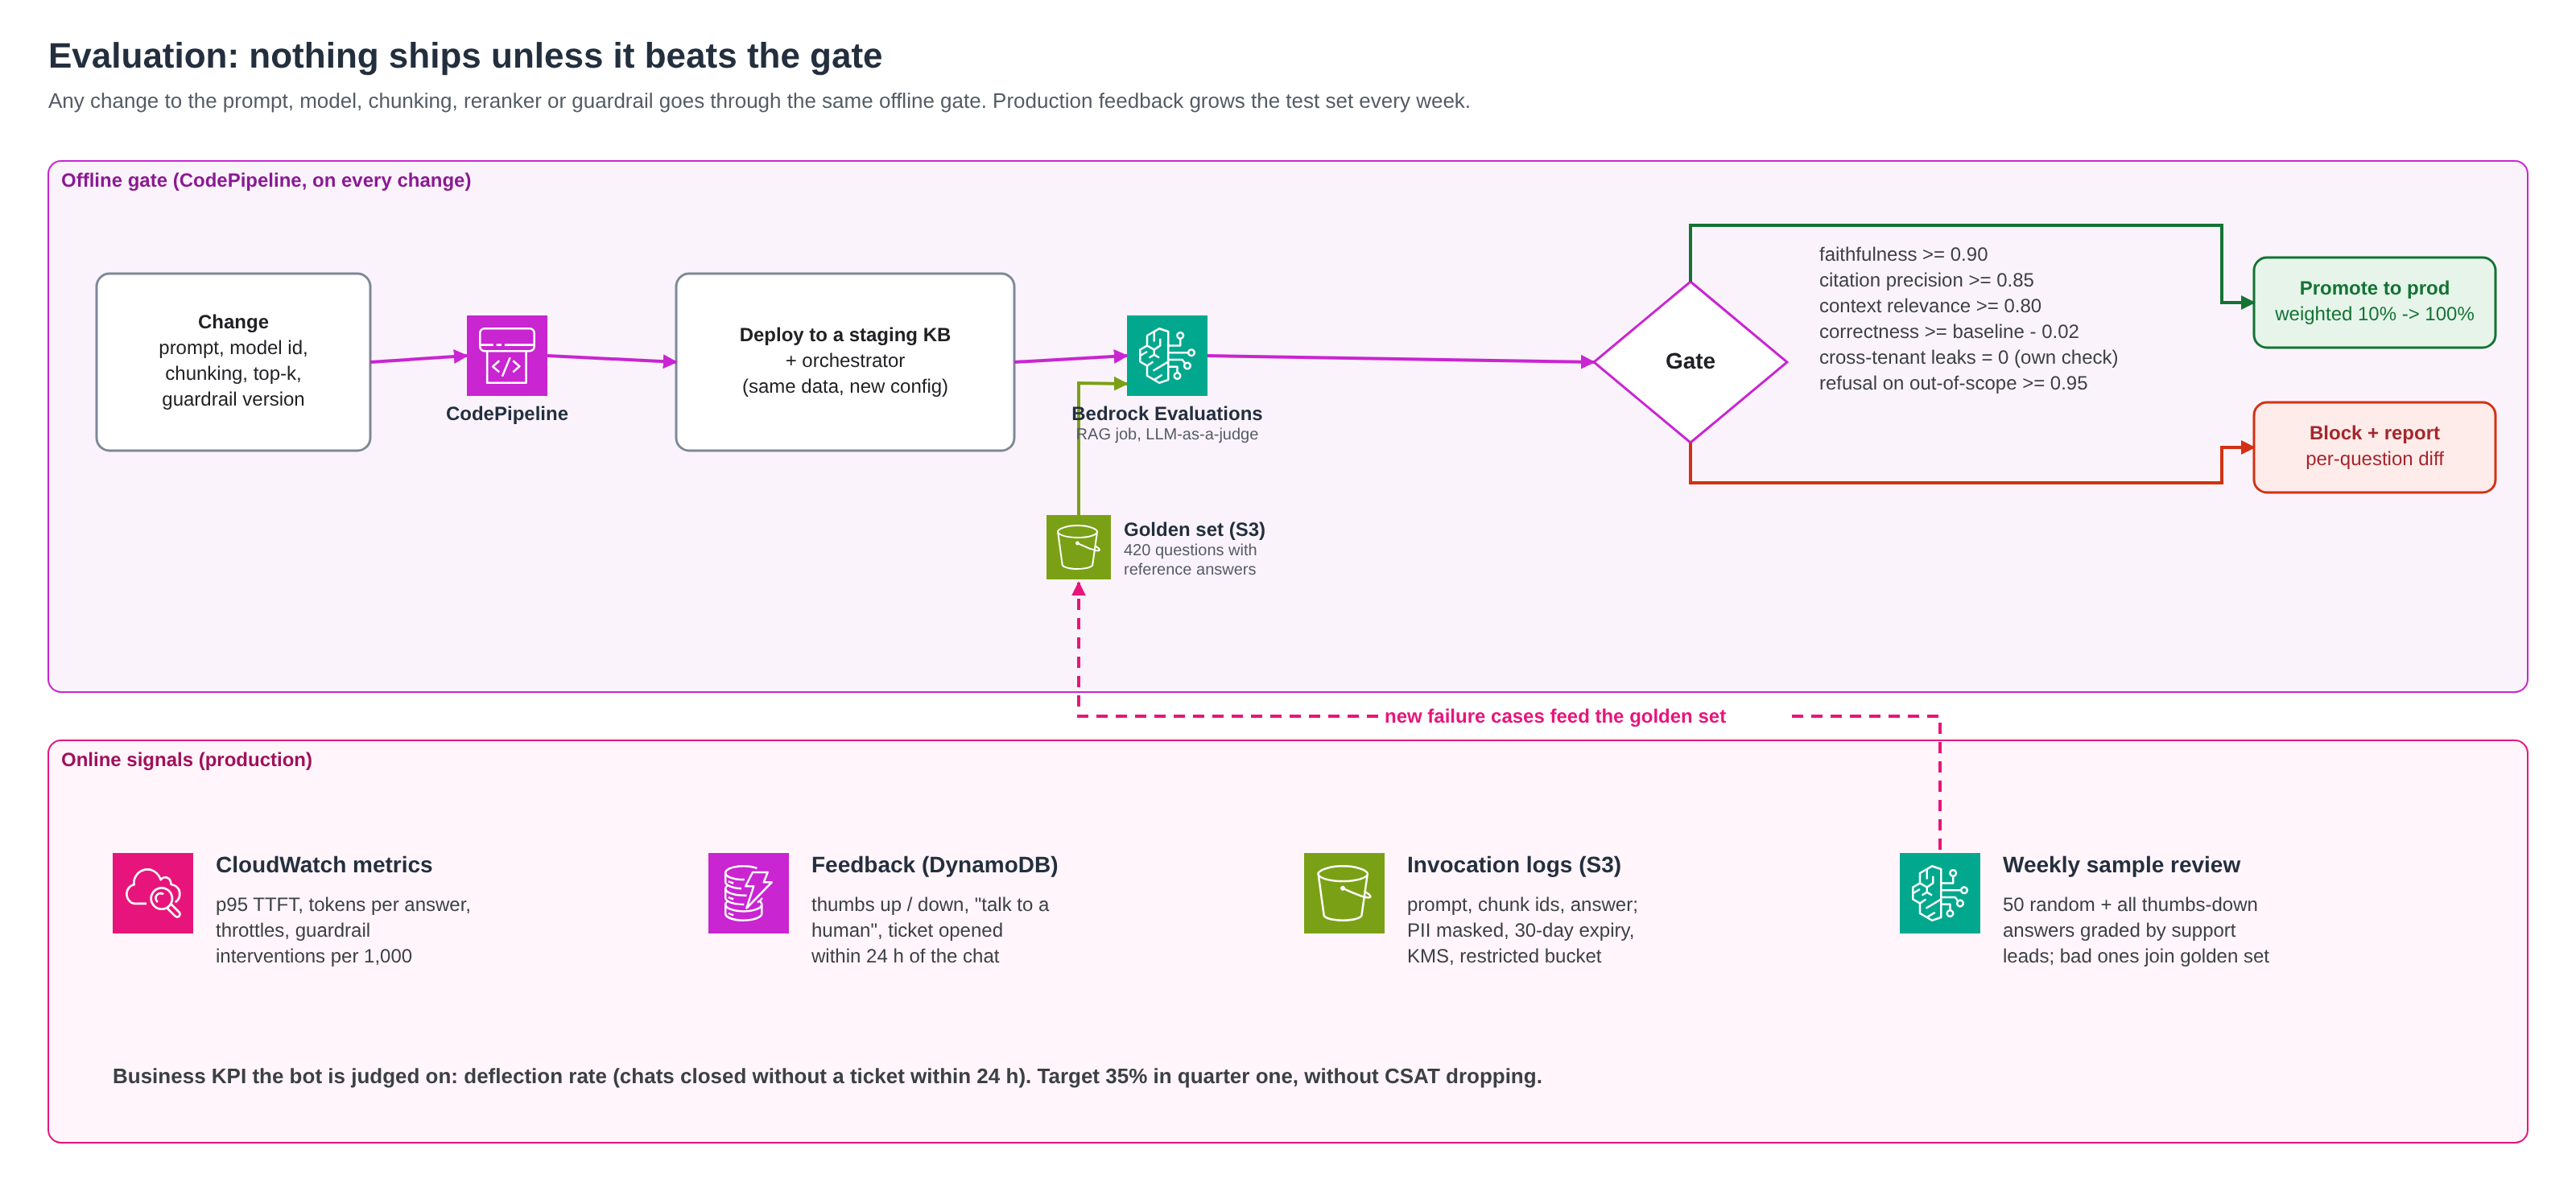 Evaluation: nothing ships unless it beats the gate
Any change to the prompt, model, chunking, reranker or guardrail goes through the same offline gate. Production feedback grows the test set every week.
Offline gate (CodePipeline, on every change)
Change
prompt, model id,
chunking, top-k,
guardrail version
CodePipeline
Deploy to a staging KB
+ orchestrator
(same data, new config)
Bedrock Evaluations
RAG job, LLM-as-a-judge
Golden set (S3)
420 questions with
reference answers
Gate
faithfulness >= 0.90
citation precision >= 0.85
context relevance >= 0.80
correctness >= baseline - 0.02
cross-tenant leaks = 0 (own check)
refusal on out-of-scope >= 0.95
Promote to prod
weighted 10% -> 100%
Block + report
per-question diff
new failure cases feed the golden set
Online signals (production)
CloudWatch metrics
p95 TTFT, tokens per answer,
throttles, guardrail
interventions per 1,000
Feedback (DynamoDB)
thumbs up / down, "talk to a
human", ticket opened
within 24 h of the chat
Invocation logs (S3)
prompt, chunk ids, answer;
PII masked, 30-day expiry,
KMS, restricted bucket
Weekly sample review
50 random + all thumbs-down
answers graded by support
leads; bad ones join golden set
Business KPI the bot is judged on: deflection rate (chats closed without a ticket within 24 h). Target 35% in quarter one, without CSAT dropping.